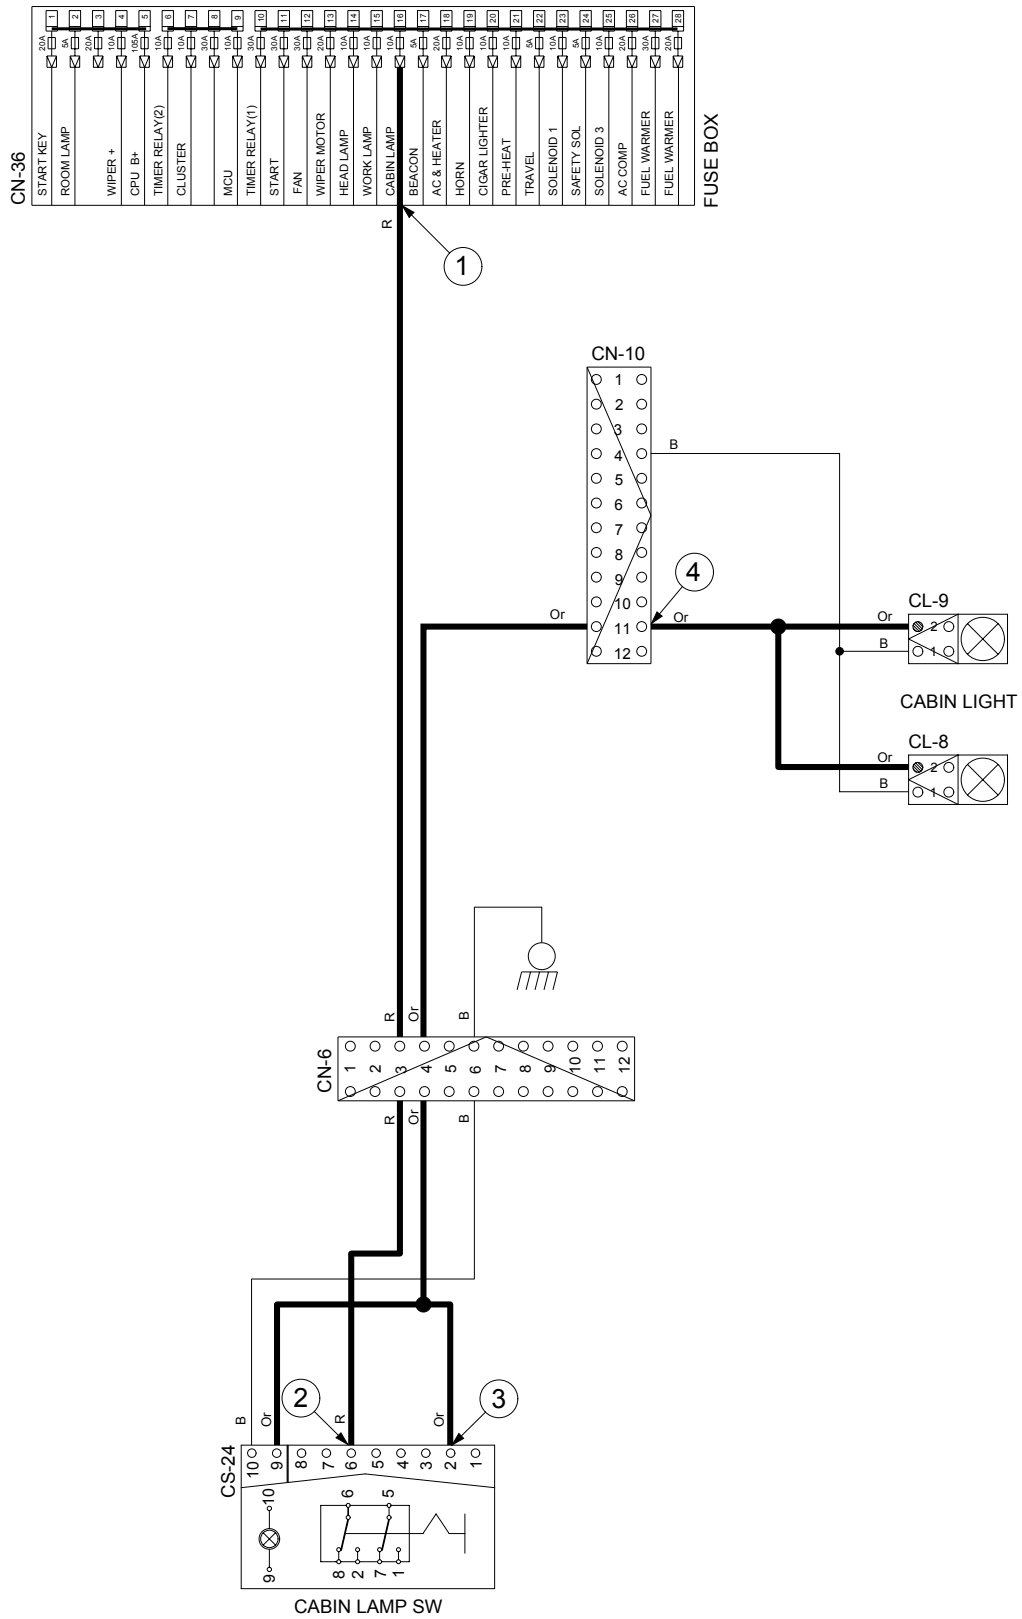 1 2 3 4 5 6 7 8 9 10 11 12 13 14 15 16 17 18 19 20 21 22 23 24 25 26 27 28
20A 5A 20A 10A 105A 10A 10A 30A 10A 30A 30A 30A 20A 10A 10A 10A 5A 20A 10A 10A 10A 5A 10A 5A 10A 20A 30A 20A
CN-36
START KEY
ROOM LAMP
WIPER +
CPU B+
TIMER RELAY(2)
CLUSTER
MCU
TIMER RELAY(1)
START
FAN
WIPER MOTOR
HEAD LAMP
WORK LAMP
CABIN LAMP
BEACON
AC & HEATER
HORN
CIGAR LIGHTER
PRE-HEAT
TRAVEL
SOLENOID 1
SAFETY SOL
SOLENOID 3
AC COMP
FUEL WARMER
FUEL WARMER
FUSE BOX
R
1
CN-10
1
2
3
4 B
5
6
7
8
9
10
Or 11 Or
12
4
CL-9
Or 2
B 1
CABIN LIGHT
CL-8
Or 2
B 1
R Or B
CN-6
1 2 3 4 5 6 7 8 9 10 11 12
R Or B
2
3
B Or R Or
CS-24
10 9 8 7 6 5 4 3 2 1
10 6 5
9 8 2 7 1
CABIN LAMP SW